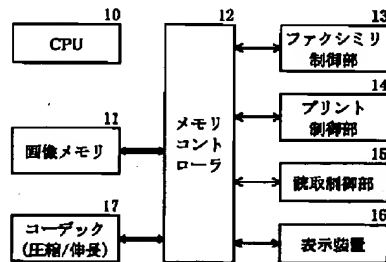 10
CPU
11
画像メモリ
17
コーデック
(圧縮/伸長)
12
メモリ
コント
ローラ
13
ファクシミリ
制御部
14
プリント
制御部
15
読取制御部
16
表示装置